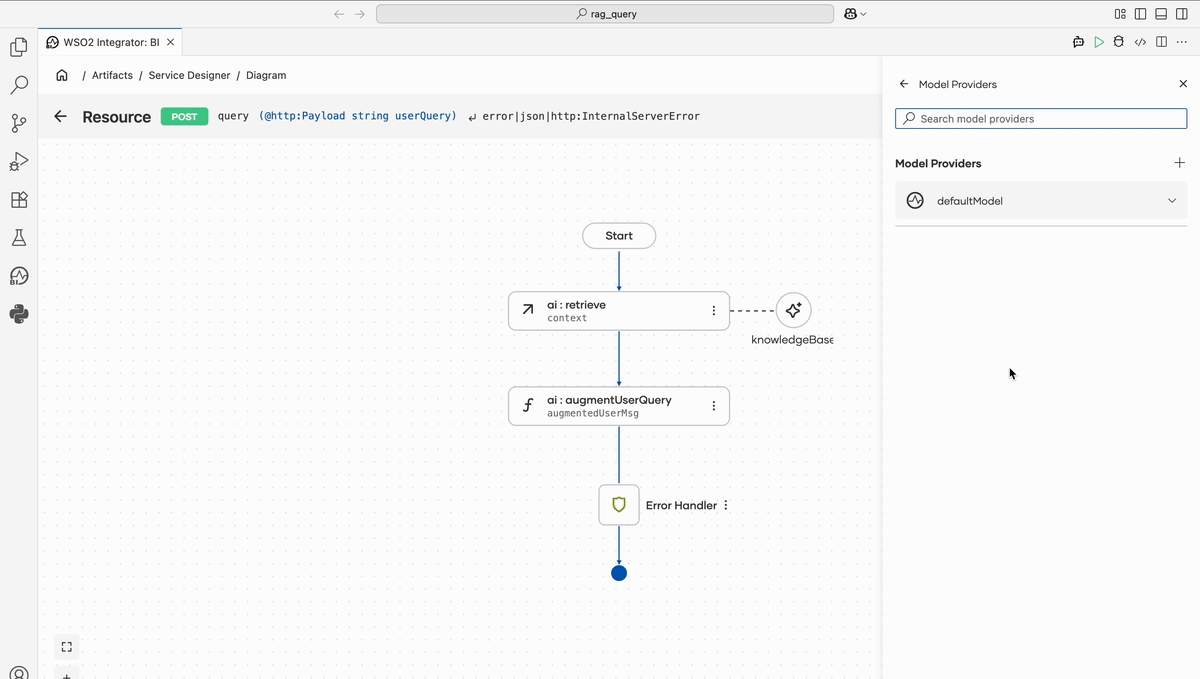 rag_query
WSO2 Integrator: BI
/ Artifacts / Service Designer / Diagram
Resource POST query (@http:Payload string userQuery) error|json|http:InternalServerError
Start
ai : retrieve
context
knowledgeBase
ai : augmentUserQuery
augmentedUserMsg
Error Handler
Model Providers
Search model providers
Model Providers
defaultModel